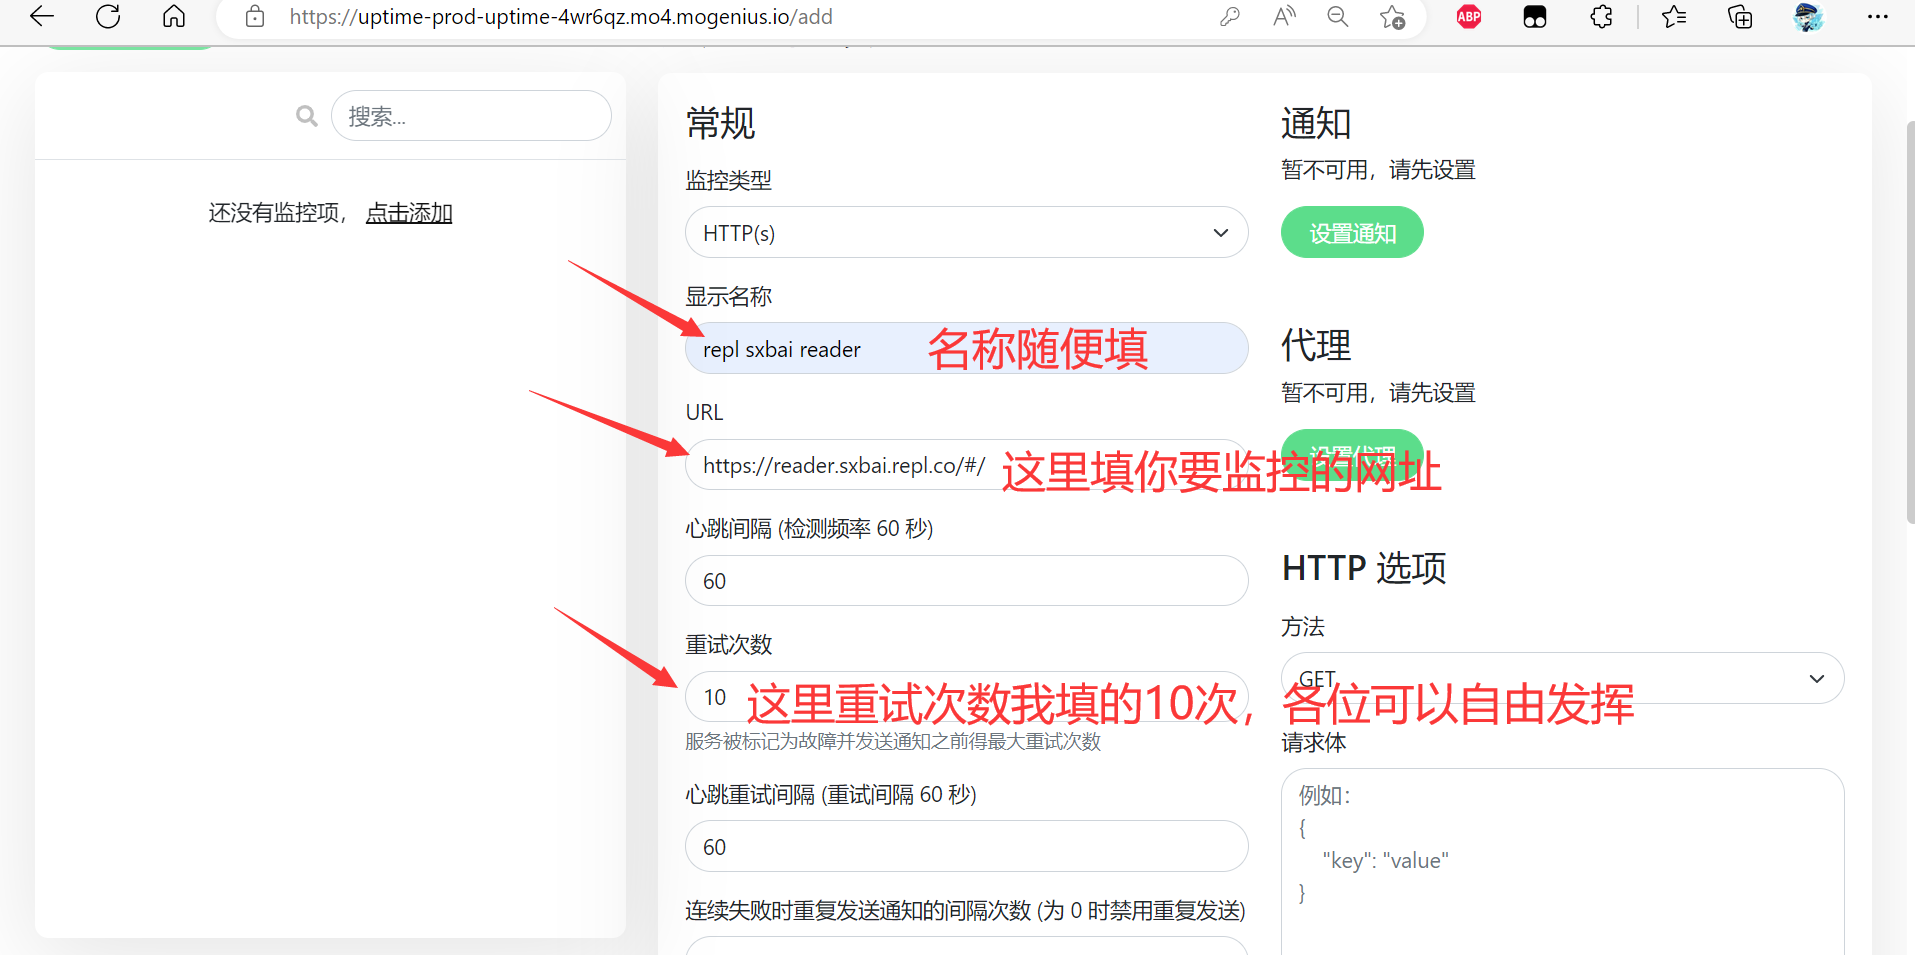 https://uptime-prod-uptime-4wr6qz.mo4.mogenius.io/add
ABP
搜索...
还没有监控项， 点击添加
常规
监控类型
HTTP(s)
显示名称
repl sxbai reader
名称随便填
URL
https://reader.sxbai.repl.co/#/
这里填你要监控的网址
心跳间隔 (检测频率 60 秒)
60
重试次数
10
这里重试次数我填的10次，各位可以自由发挥
服务被标记为故障并发送通知之前得最大重试次数
心跳重试间隔 (重试间隔 60 秒)
60
连续失败时重复发送通知的间隔次数 (为 0 时禁用重复发送)
通知
暂不可用，请先设置
设置通知
代理
暂不可用，请先设置
设置代理
HTTP 选项
方法
GET
请求体
例如：
{
"key": "value"
}